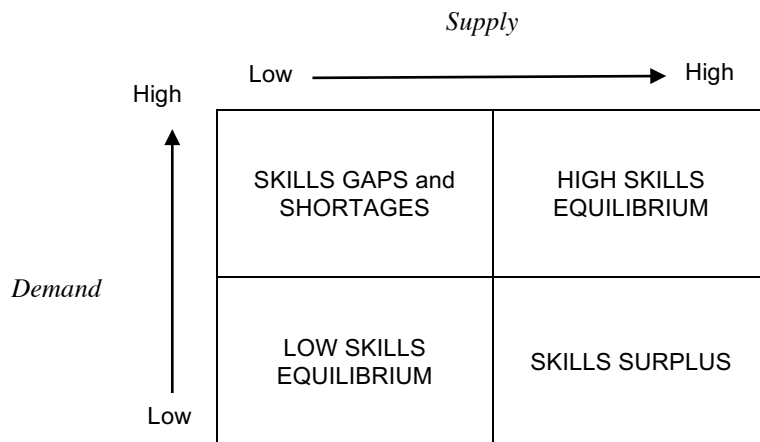 Supply
Low
High
High
SKILLS GAPS and
SHORTAGES
HIGH SKILLS
EQUILIBRIUM
Demand
LOW SKILLS
EQUILIBRIUM
SKILLS SURPLUS
Low